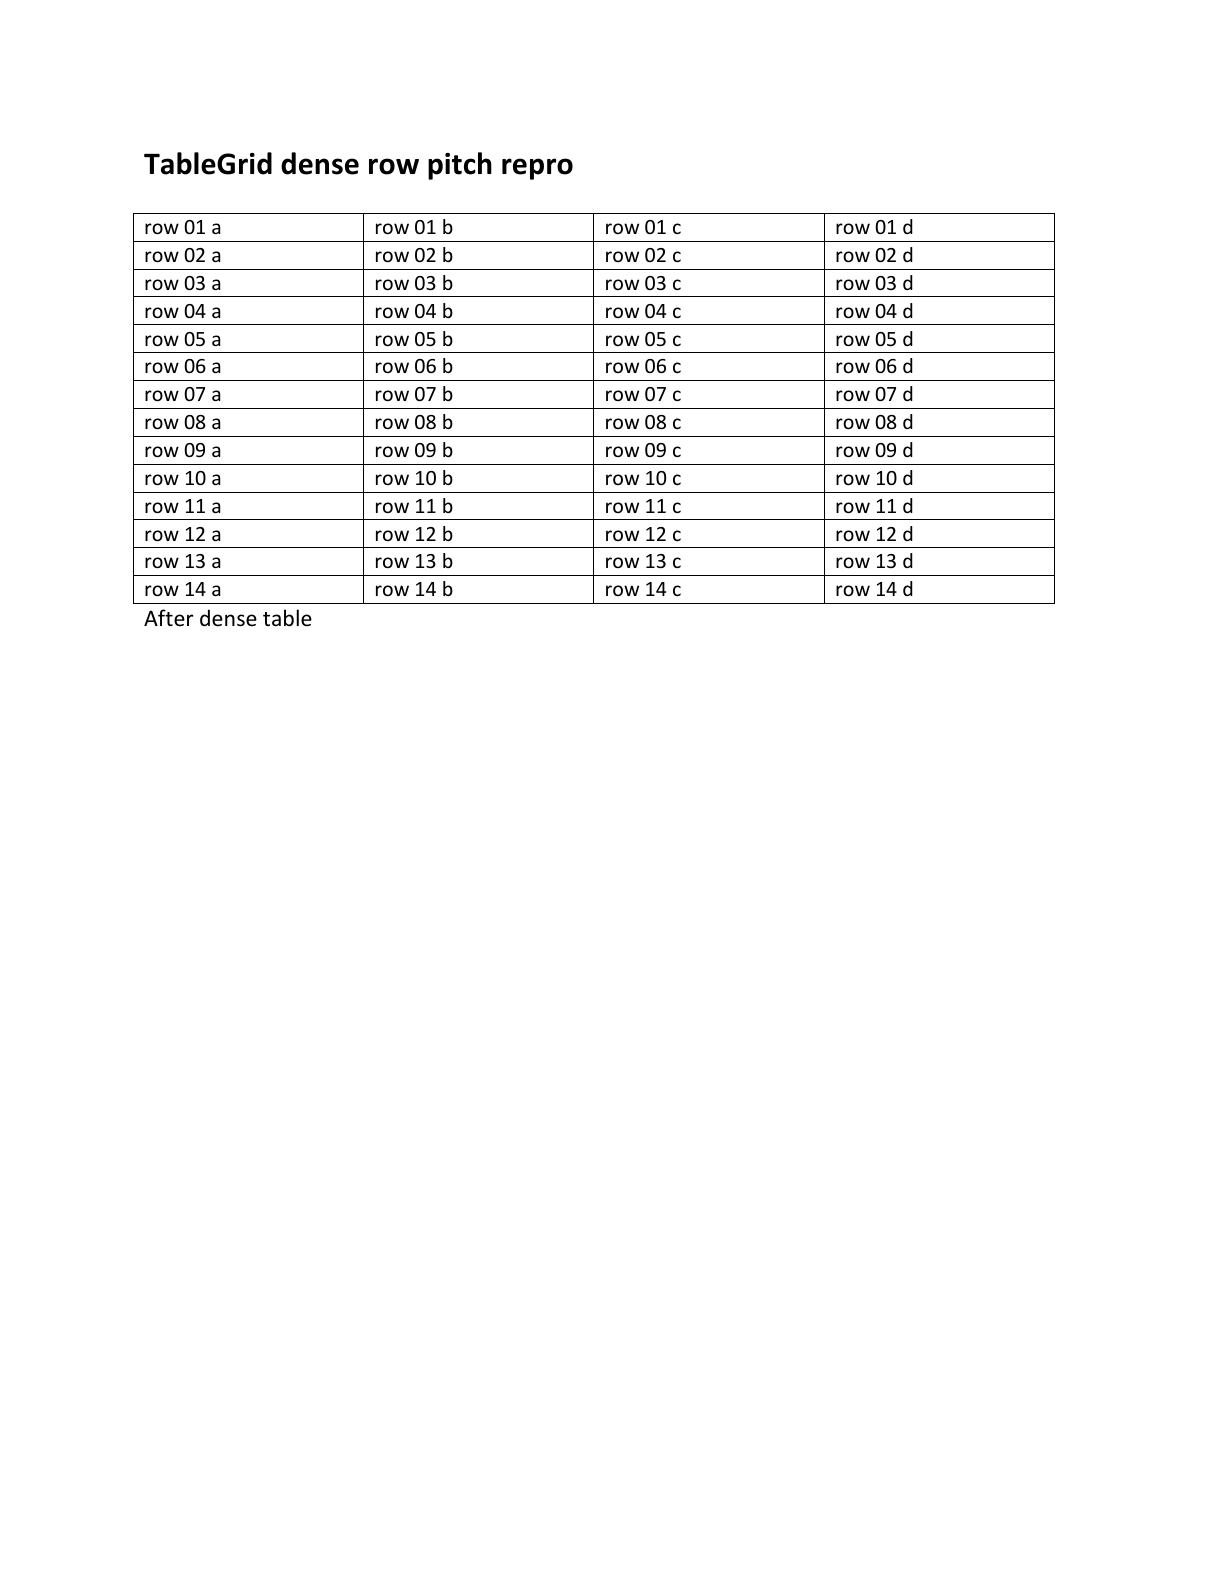 TableGrid dense row pitch repro
row 01 a row 01 b row 01 c row 01 d
row 02 a row 02 b row 02 c row 02 d
row 03 a row 03 b row 03 c row 03 d
row 04 a row 04 b row 04 c row 04 d
row 05 a row 05 b row 05 c row 05 d
row 06 a row 06 b row 06 c row 06 d
row 07 a row 07 b row 07 c row 07 d
row 08 a row 08 b row 08 c row 08 d
row 09 a row 09 b row 09 c row 09 d
row 10 a row 10 b row 10 c row 10 d
row 11 a row 11 b row 11 c row 11 d
row 12 a row 12 b row 12 c row 12 d
row 13 a row 13 b row 13 c row 13 d
row 14 a row 14 b row 14 c row 14 d
After dense table